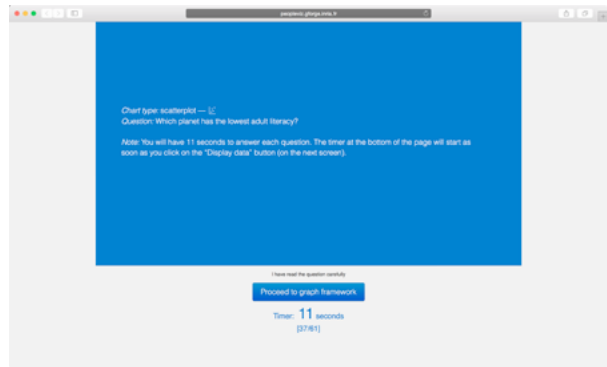 peopleviz.gforge.inria.fr
Chart type: scatterplot —
Question: Which planet has the lowest adult literacy?
Note: You will have 11 seconds to answer each question. The timer at the bottom of the page will start as
soon as you click on the "Display data" button (on the next screen).
I have read the question carefully
Proceed to graph framework
Timer: 11 seconds
[37/61]